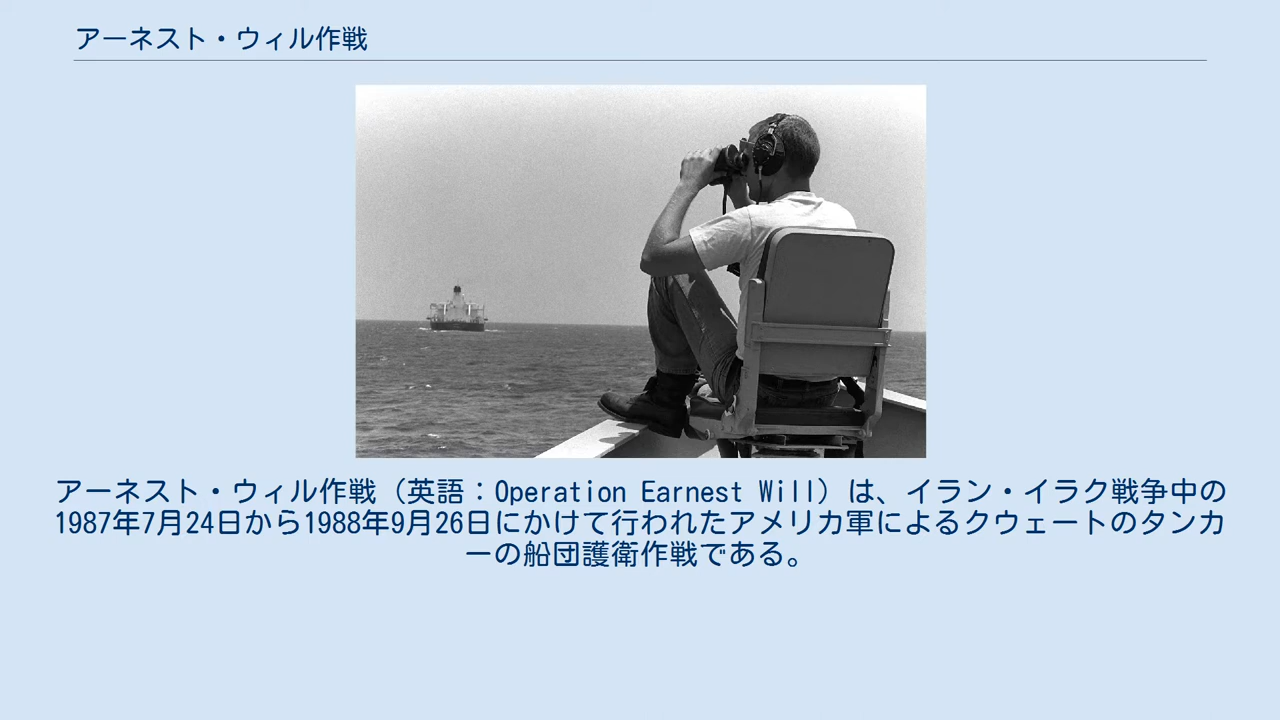 アーネスト・ウィル作戦
アーネスト・ウィル作戦（英語：Operation Earnest Will）は、イラン・イラク戦争中の
1987年7月24日から1988年9月26日にかけて行われたアメリカ軍によるクウェートのタンカ
ーの船団護衛作戦である。